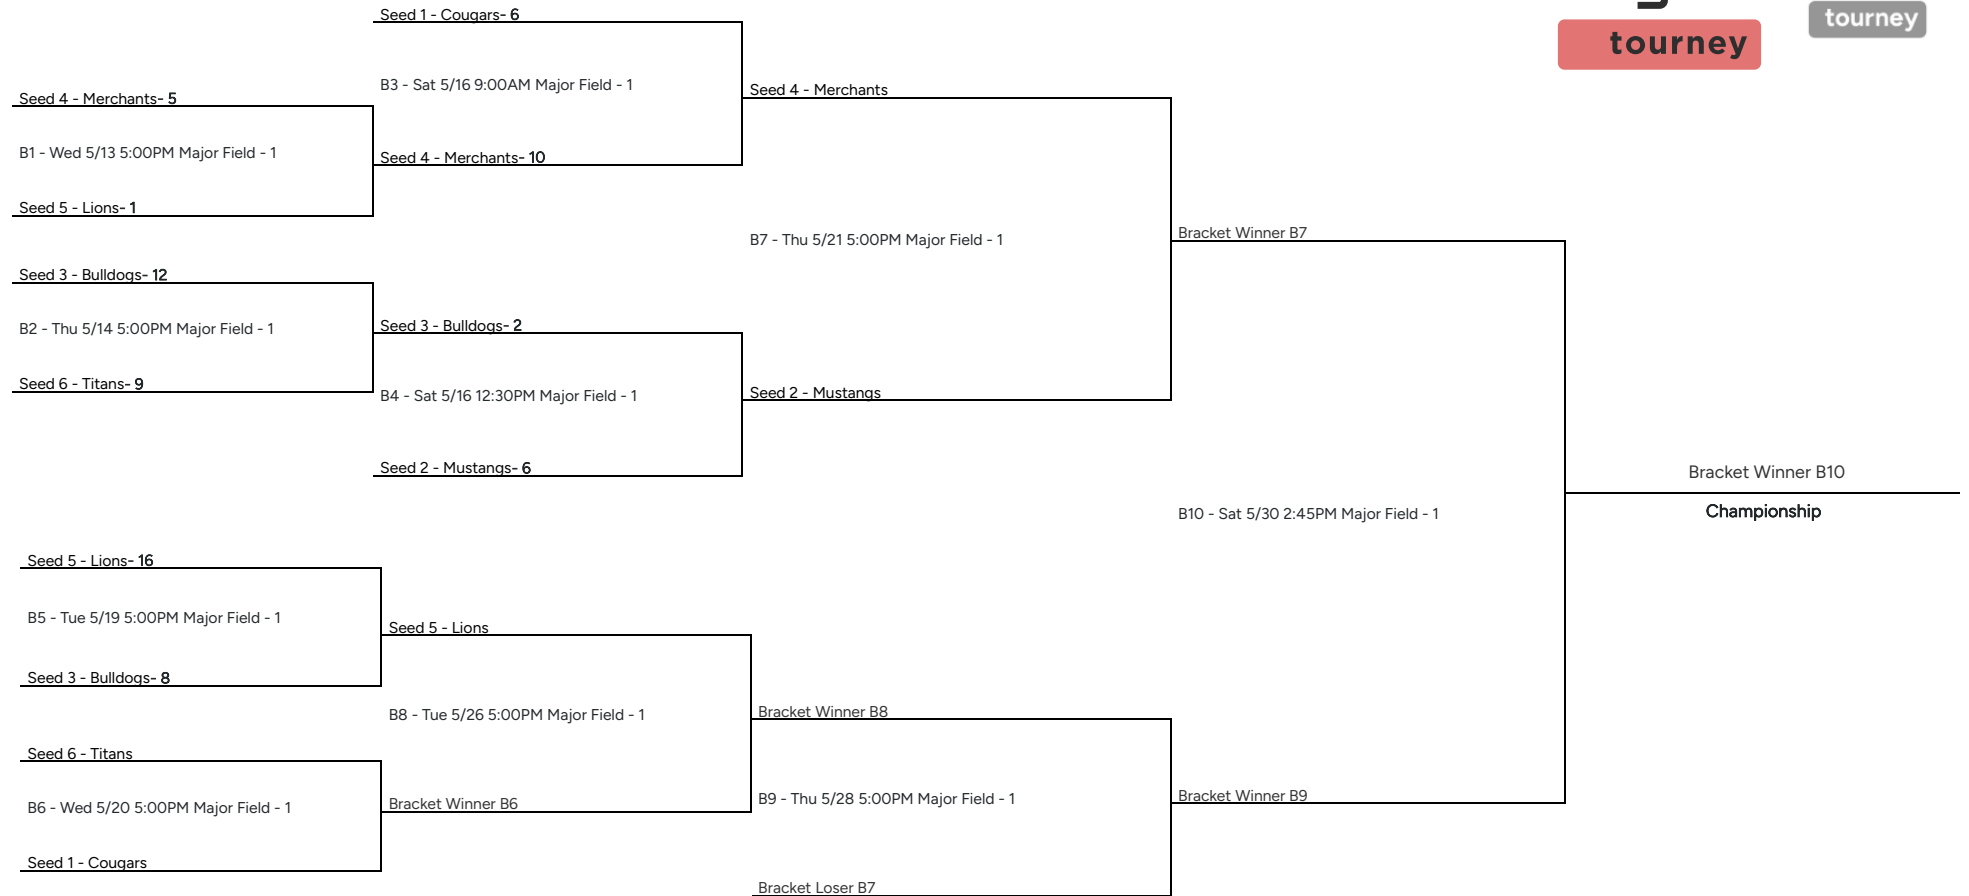 Seed 1 - Cougars- 6
tourney
tourney
B3 - Sat 5/16 9:00AM Major Field - 1
Seed 4 - Merchants
Seed 4 - Merchants- 5
B1 - Wed 5/13 5:00PM Major Field - 1
Seed 4 - Merchants- 10
Seed 5 - Lions- 1
B7 - Thu 5/21 5:00PM Major Field - 1
Bracket Winner B7
Seed 3 - Bulldogs- 12
B2 - Thu 5/14 5:00PM Major Field - 1
Seed 3 - Bulldogs- 2
Seed 6 - Titans- 9
B4 - Sat 5/16 12:30PM Major Field - 1
Seed 2 - Mustangs
Seed 2 - Mustangs- 6
Bracket Winner B10
Championship
B10 - Sat 5/30 2:45PM Major Field - 1
Seed 5 - Lions- 16
B5 - Tue 5/19 5:00PM Major Field - 1
Seed 5 - Lions
Seed 3 - Bulldogs- 8
B8 - Tue 5/26 5:00PM Major Field - 1
Bracket Winner B8
Seed 6 - Titans
B6 - Wed 5/20 5:00PM Major Field - 1
Bracket Winner B6
B9 - Thu 5/28 5:00PM Major Field - 1
Bracket Winner B9
Seed 1 - Cougars
Bracket Loser B7